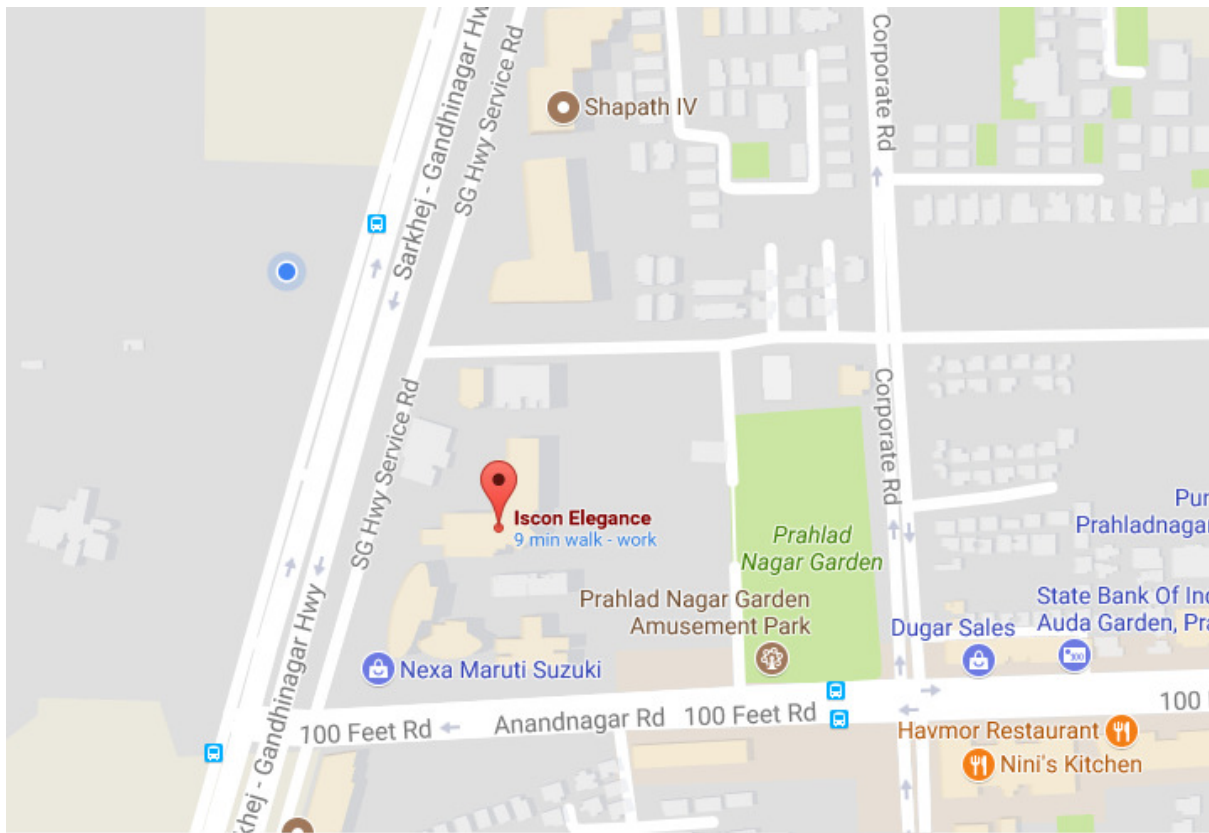 Sarkhej - Gandhinagar Hw
SG Hwy Service Rd
Shapath IV
Corporate Rd
SG Hwy Service Rd
Corporate Rd
Iscon Elegance
9 min walk - work
Prahlad
Nagar Garden
Pur
Prahladnagar
Prahlad Nagar Garden
Amusement Park
State Bank Of Ind
Auda Garden, Pra
Dugar Sales
Nexa Maruti Suzuki
100 Feet Rd
Anandnagar Rd
100 Feet Rd
100 F
Havmor Restaurant
Nini's Kitchen
khej - Gandhinagar Hwy